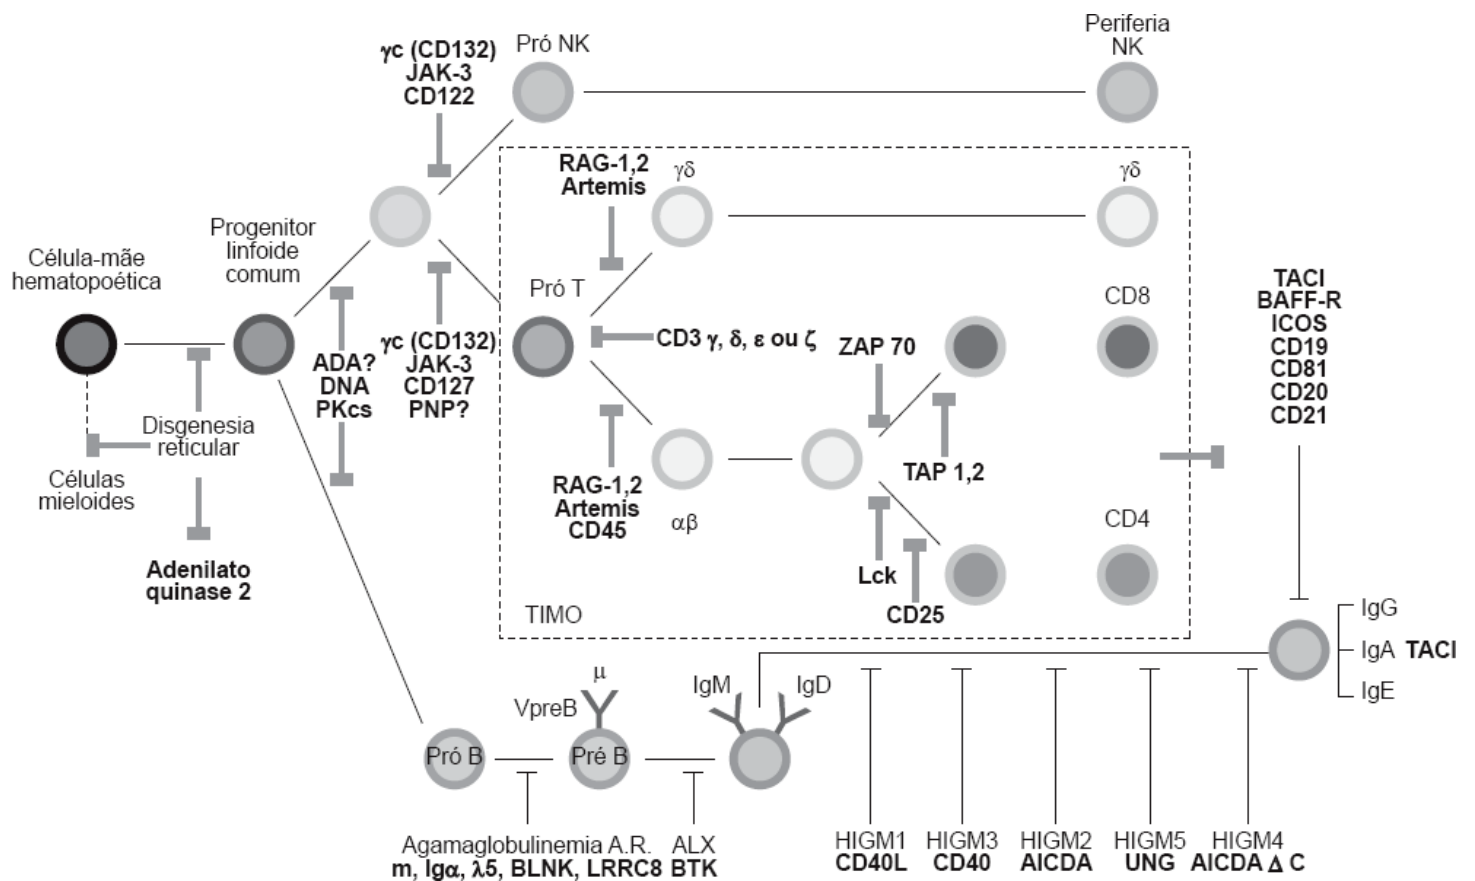 γc (CD132)
JAK-3
CD122
Pró NK
Periferia
NK
RAG-1,2
Artemis
γδ
γδ
Progenitor
linfoide
comum
Célula-mãe
hematopoética
Pró T
CD8
TACI
BAFF-R
ICOS
CD19
CD81
CD20
CD21
ADA?
DNA
PKcs
γc (CD132)
JAK-3
CD127
PNP?
CD3 γ, δ, ε ou ζ
ZAP 70
Disgenesia
reticular
Células
mieloides
TAP 1,2
RAG-1,2
Artemis
CD45
αβ
CD4
Adenilato
quinase 2
Lck
CD25
TIMO
IgG
IgA TACI
IgE
μ
VpreB
IgM
IgD
Pró B
Pré B
Agamaglobulinemia A.R.
m, Igα, λ5, BLNK, LRRC8
ALX
BTK
HIGM1
CD40L
HIGM3
CD40
HIGM2
AICDA
HIGM5
UNG
HIGM4
AICDA Δ C